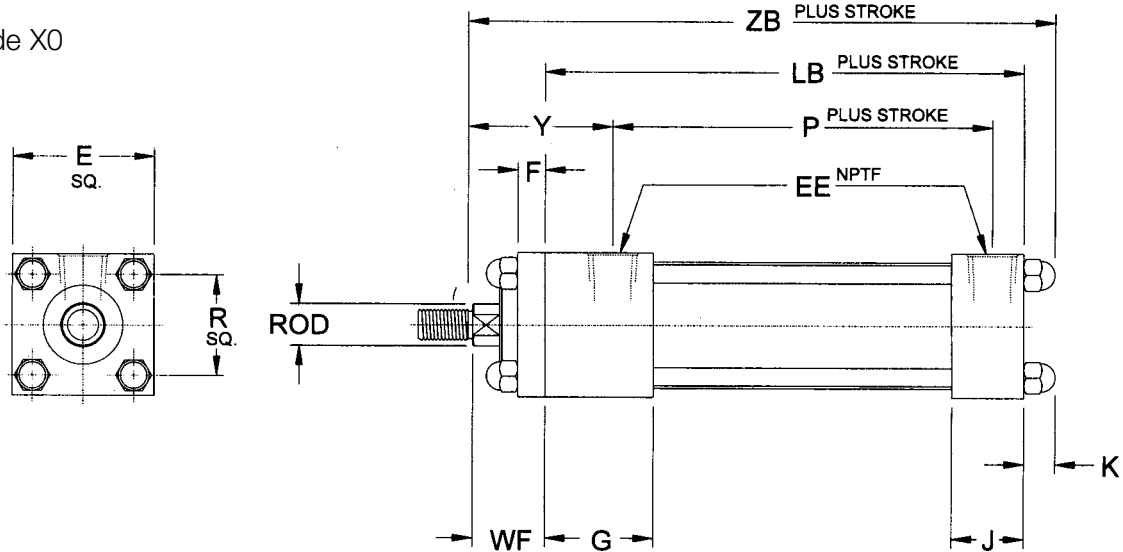 de X0
ZB PLUS STROKE
LB PLUS STROKE
Y
P PLUS STROKE
E
SQ.
F
EE NPTF
R
SQ.
ROD
K
WF
G
J